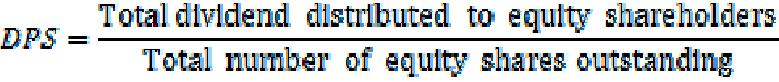 DPS = Total dividend distributed to equity shareholders
Total number of equity shares outstanding